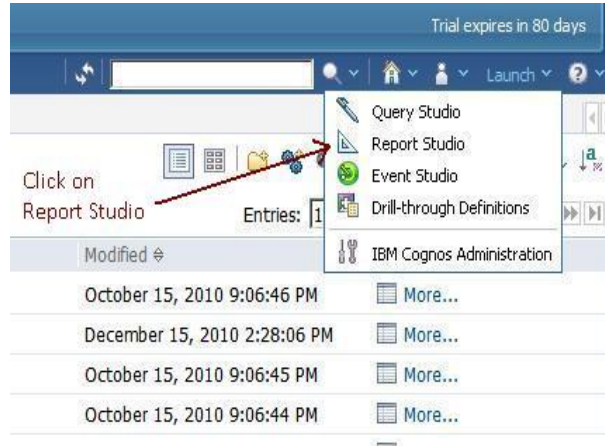 Trial expires in 80 days
Launch
Query Studio
Report Studio
Event Studio
Drill-through Definitions
IBM Cognos Administration
Click on
Report Studio
Entries: 1
Modified
October 15, 2010 9:06:46 PM More...
December 15, 2010 2:28:06 PM More...
October 15, 2010 9:06:45 PM More...
October 15, 2010 9:06:44 PM More...